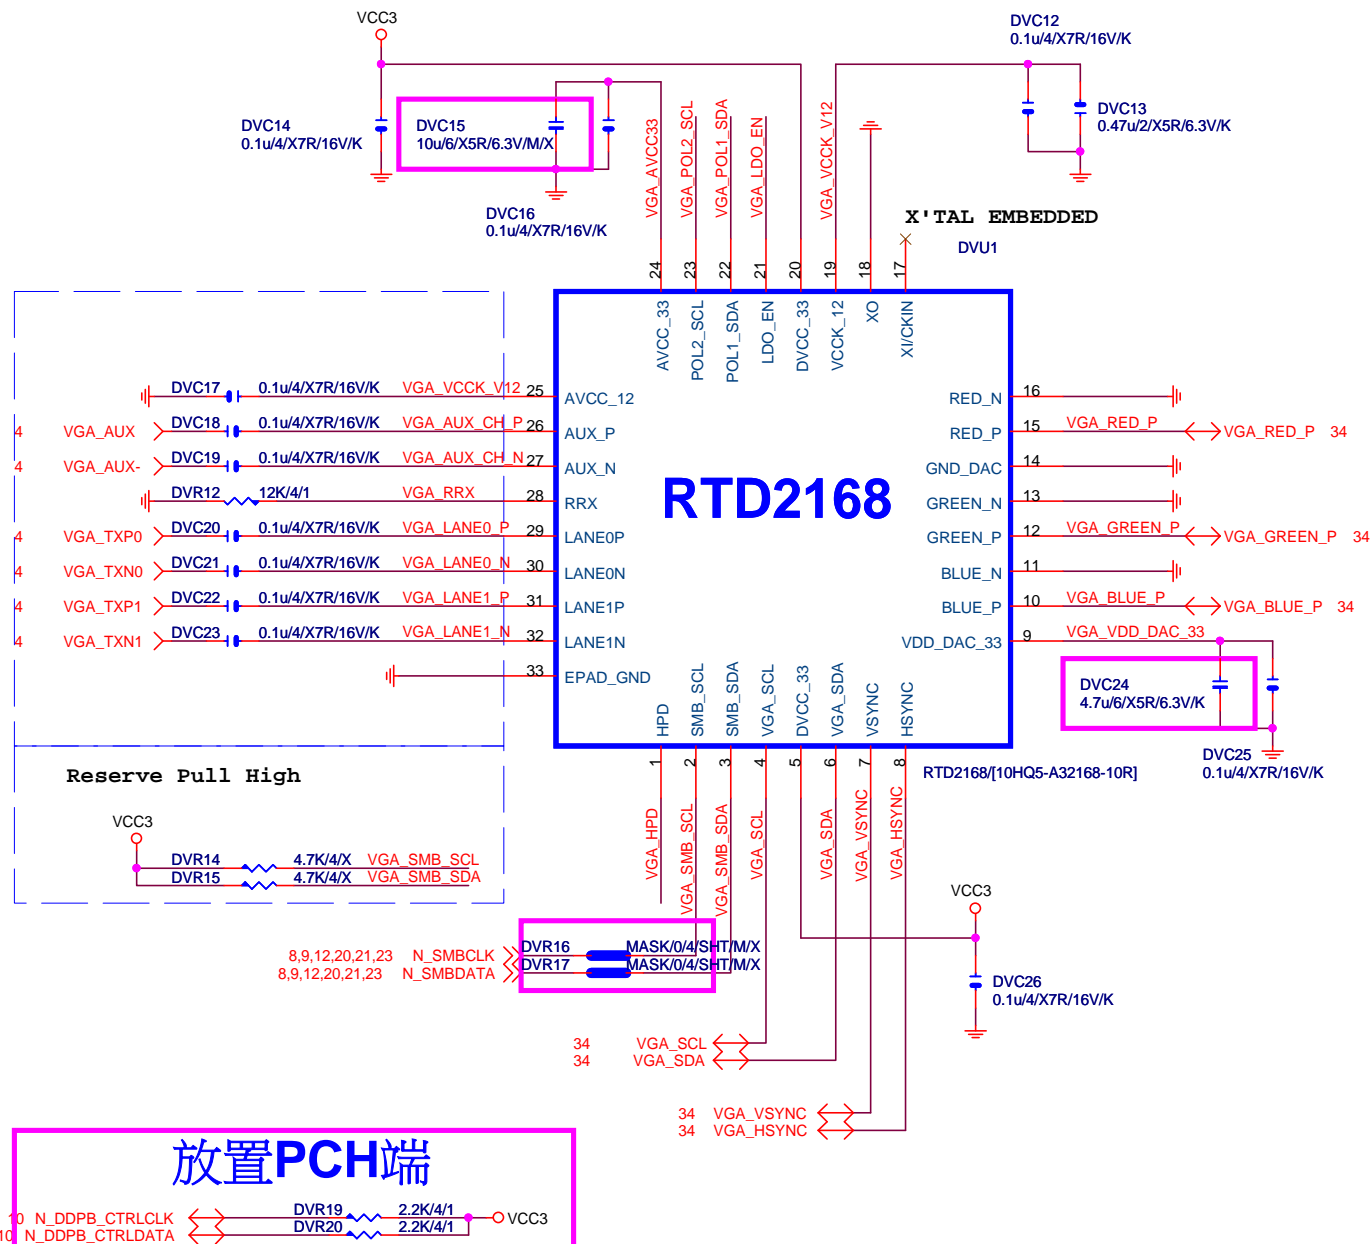 VCC3
DVC12
0.1u/4/X7R/16V/K
DVC14
0.1u/4/X7R/16V/K
DVC15
10u/6/X5R/6.3V/M/X
DVC13
0.47u/2/X5R/6.3V/K
DVC16
0.1u/4/X7R/16V/K
VGA_AVCC33
VGA_POL2_SCL
VGA_POL1_SDA
VGA_LDO_EN
VGA_VCCK_V12
X'TAL EMBEDDED
DVU1
24 23 22 21 20 19 18 17
AVCC_33 POL2_SCL POL1_SDA LDO_EN DVCC_33 VCCK_12 XO XI/CKIN
DVC17 0.1u/4/X7R/16V/K VGA_VCCK_V12 25 AVCC_12
4 VGA_AUX DVC18 0.1u/4/X7R/16V/K VGA_AUX_CH_P 26 AUX_P
4 VGA_AUX- DVC19 0.1u/4/X7R/16V/K VGA_AUX_CH_N 27 AUX_N
DVR12 12K/4/1 VGA_RRX 28 RRX
4 VGA_TXP0 DVC20 0.1u/4/X7R/16V/K VGA_LANE0_P 29 LANE0P
4 VGA_TXN0 DVC21 0.1u/4/X7R/16V/K VGA_LANE0_N 30 LANE0N
4 VGA_TXP1 DVC22 0.1u/4/X7R/16V/K VGA_LANE1_P 31 LANE1P
4 VGA_TXN1 DVC23 0.1u/4/X7R/16V/K VGA_LANE1_N 32 LANE1N
33 EPAD_GND
RTD2168
RED_N 16
RED_P 15 VGA_RED_P VGA_RED_P 34
GND_DAC 14
GREEN_N 13
GREEN_P 12 VGA_GREEN_P VGA_GREEN_P 34
BLUE_N 11
BLUE_P 10 VGA_BLUE_P VGA_BLUE_P 34
VDD_DAC_33 9 VGA_VDD_DAC_33
DVC24
4.7u/6/X5R/6.3V/K
DVC25
0.1u/4/X7R/16V/K
HPD SMB_SCL SMB_SDA VGA_SCL DVCC_33 VGA_SDA VSYNC HSYNC
1 2 3 4 5 6 7 8
RTD2168/[10HQ5-A32168-10R]
VGA_HPD
VGA_SMB_SCL
VGA_SMB_SDA
VGA_SCL
VGA_SDA
VGA_VSYNC
VGA_HSYNC
Reserve Pull High
VCC3
DVR14 4.7K/4/X VGA_SMB_SCL
DVR15 4.7K/4/X VGA_SMB_SDA
VCC3
8,9,12,20,21,23 N_SMBCLK DVR16 MASK/0/4/SHT/M/X
8,9,12,20,21,23 N_SMBDATA DVR17 MASK/0/4/SHT/M/X
DVC26
0.1u/4/X7R/16V/K
34 VGA_SCL
34 VGA_SDA
34 VGA_VSYNC
34 VGA_HSYNC
放置PCH端
10 N_DDPB_CTRLCLK DVR19 2.2K/4/1 VCC3
10 N_DDPB_CTRLDATA DVR20 2.2K/4/1